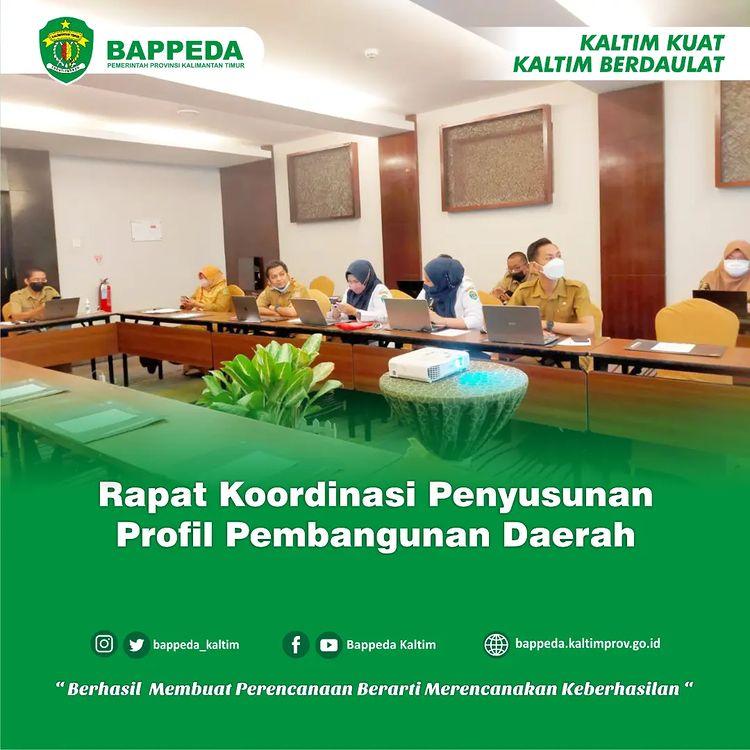 BAPPEDA
PEMERINTAH PROVINSI KALIMANTAN TIMUR
KALTIM KUAT
KALTIM BERDAULAT
Rapat Koordinasi Penyusunan
Profil Pembangunan Daerah
bappeda_kaltim
Bappeda Kaltim
bappeda.kaltimprov.go.id
“ Berhasil Membuat Perencanaan Berarti Merencanakan Keberhasilan “